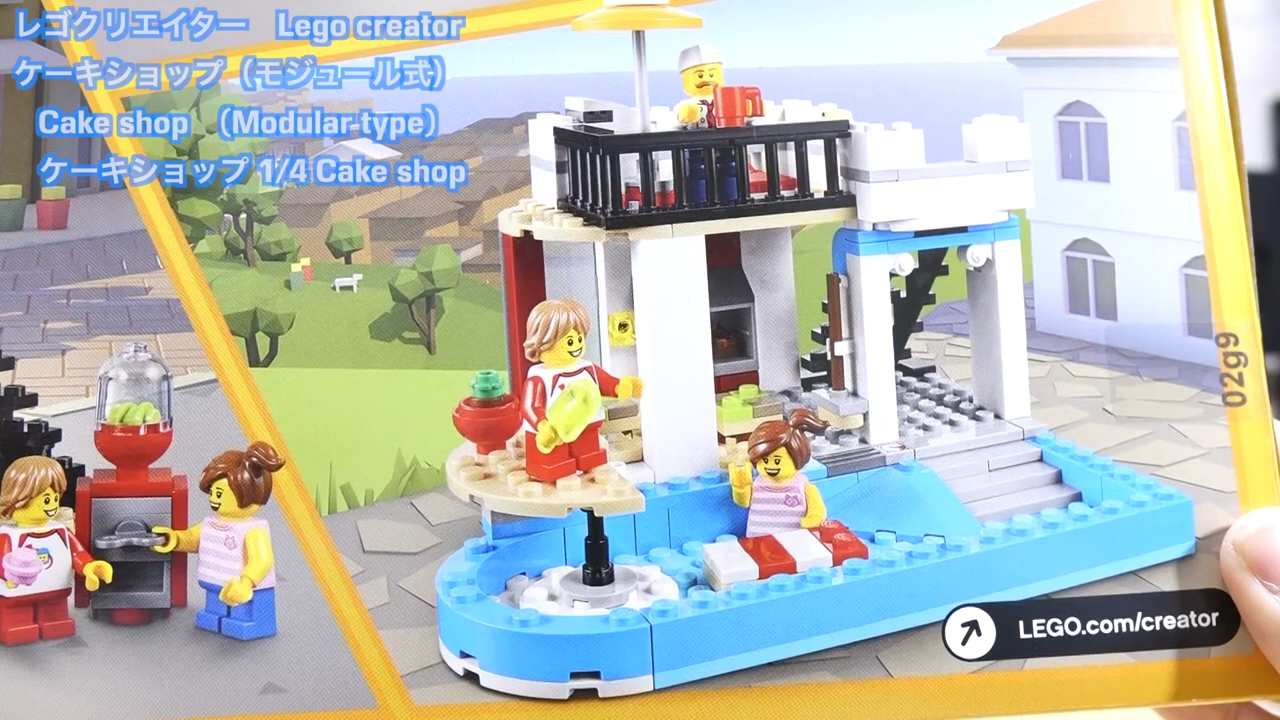 レゴクリエイター　Lego creator
ケーキショップ（モジュール式）
Cake shop （Modular type）
ケーキショップ 1/4 Cake shop
02g9
LEGO.com/creator